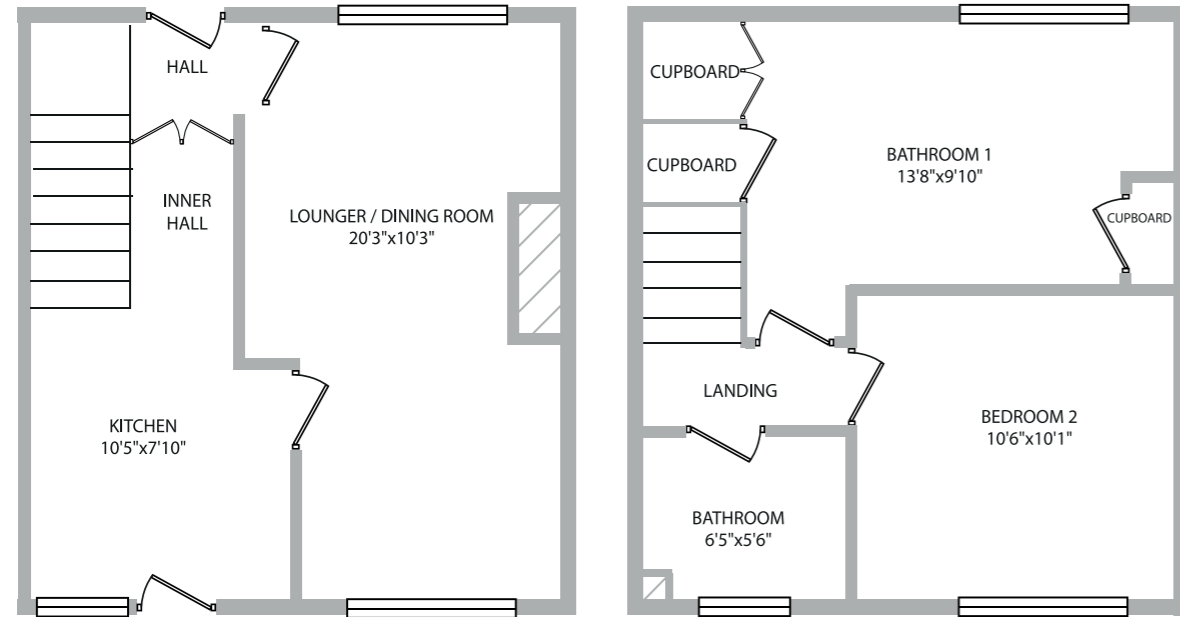 HALL
INNER
HALL
LOUNGER / DINING ROOM
20'3"x10'3"
KITCHEN
10'5"x7'10"
CUPBOARD
CUPBOARD
BATHROOM 1
13'8"x9'10"
CUPBOARD
LANDING
BEDROOM 2
10'6"x10'1"
BATHROOM
6'5"x5'6"